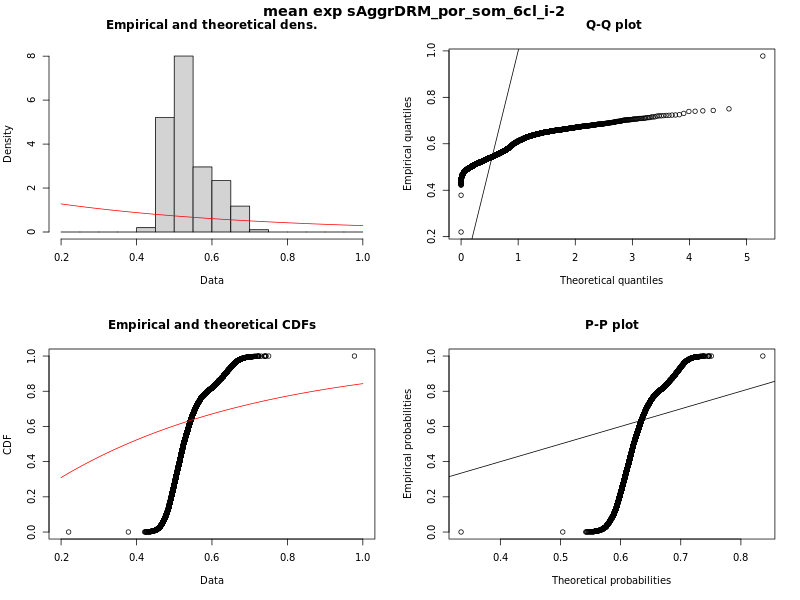 mean exp sAggrDRM_por_som_6cl_i-2
Empirical and theoretical dens.
Density
0 2 4 6 8
0.2 0.4 0.6 0.8 1.0
Data
Q-Q plot
Empirical quantiles
0.2 0.4 0.6 0.8 1.0
0 1 2 3 4 5
Theoretical quantiles
Empirical and theoretical CDFs
CDF
0.0 0.2 0.4 0.6 0.8 1.0
0.2 0.4 0.6 0.8 1.0
Data
P-P plot
Empirical probabilities
0.0 0.2 0.4 0.6 0.8 1.0
0.4 0.5 0.6 0.7 0.8
Theoretical probabilities